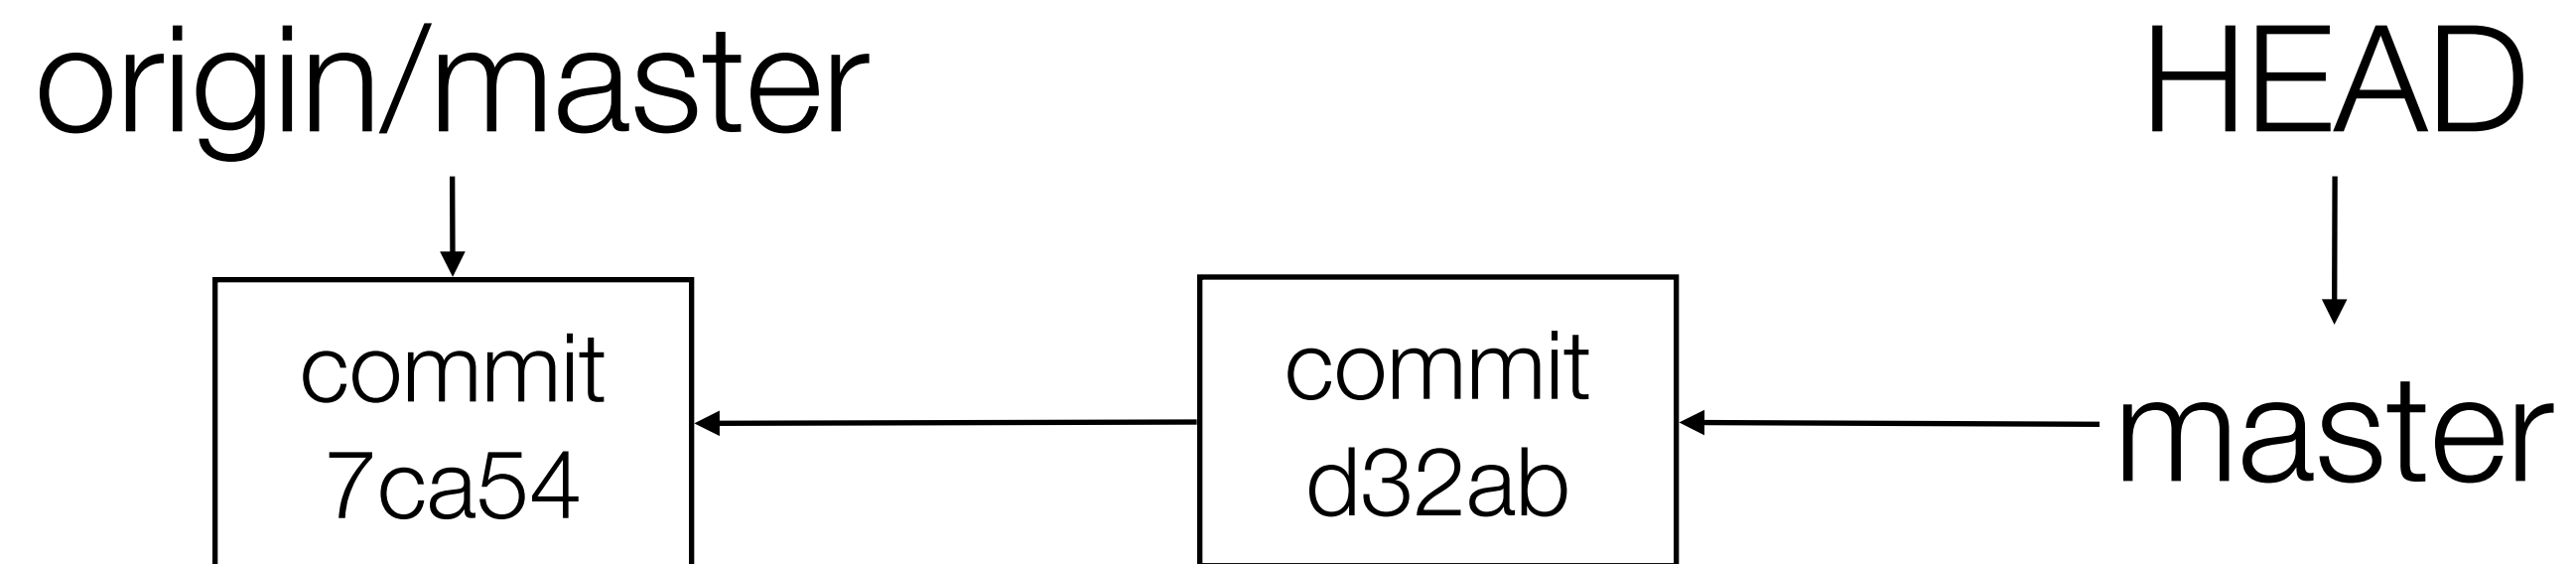 origin/master
HEAD
commit
7ca54
commit
d32ab
master